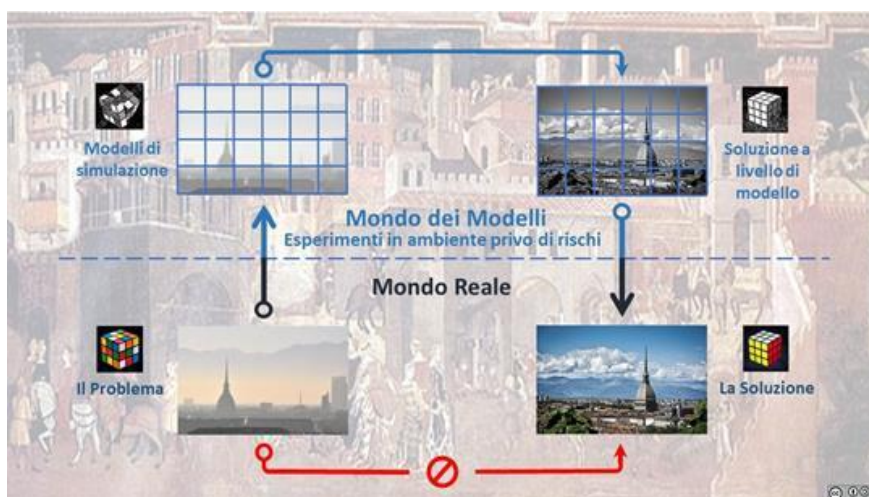 Modelli di
simulazione
Soluzione a
livello di
modello
Mondo dei Modelli
Esperimenti in ambiente privo di rischi
Mondo Reale
Il Problema
La Soluzione